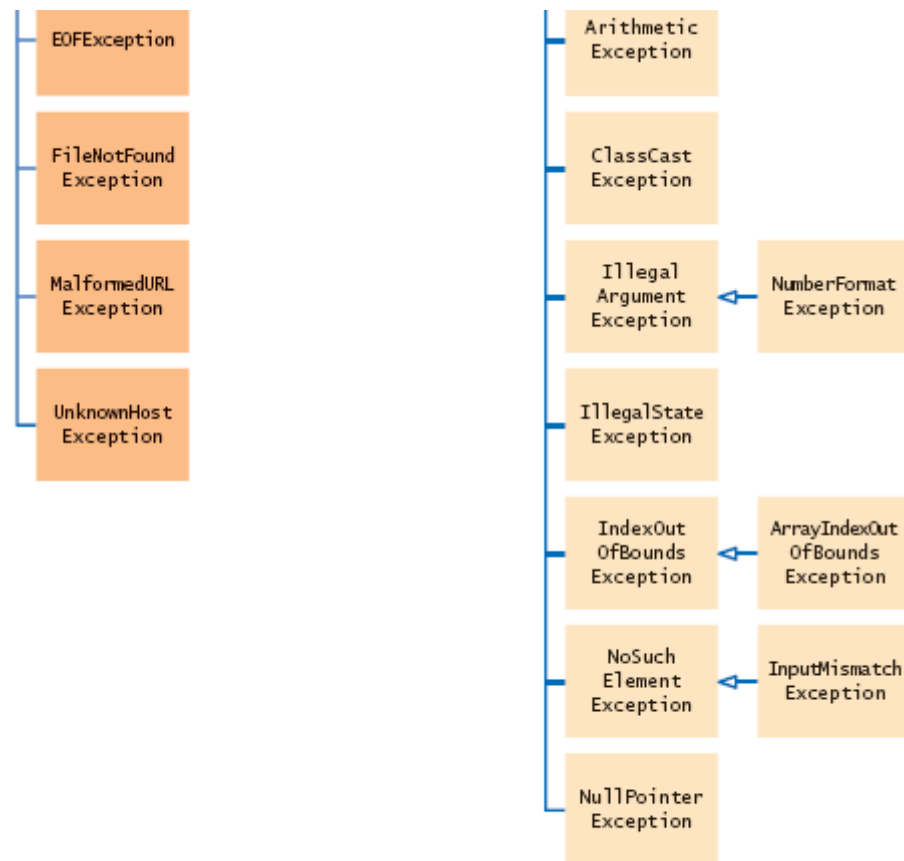 EOFException
FileNotFound
Exception
MalformedURL
Exception
UnknownHost
Exception
Arithmetic
Exception
ClassCast
Exception
Illegal
Argument
Exception
NumberFormat
Exception
IllegalState
Exception
IndexOut
OfBounds
Exception
ArrayIndexOut
OfBounds
Exception
NoSuch
Element
Exception
InputMismatch
Exception
NullPointer
Exception